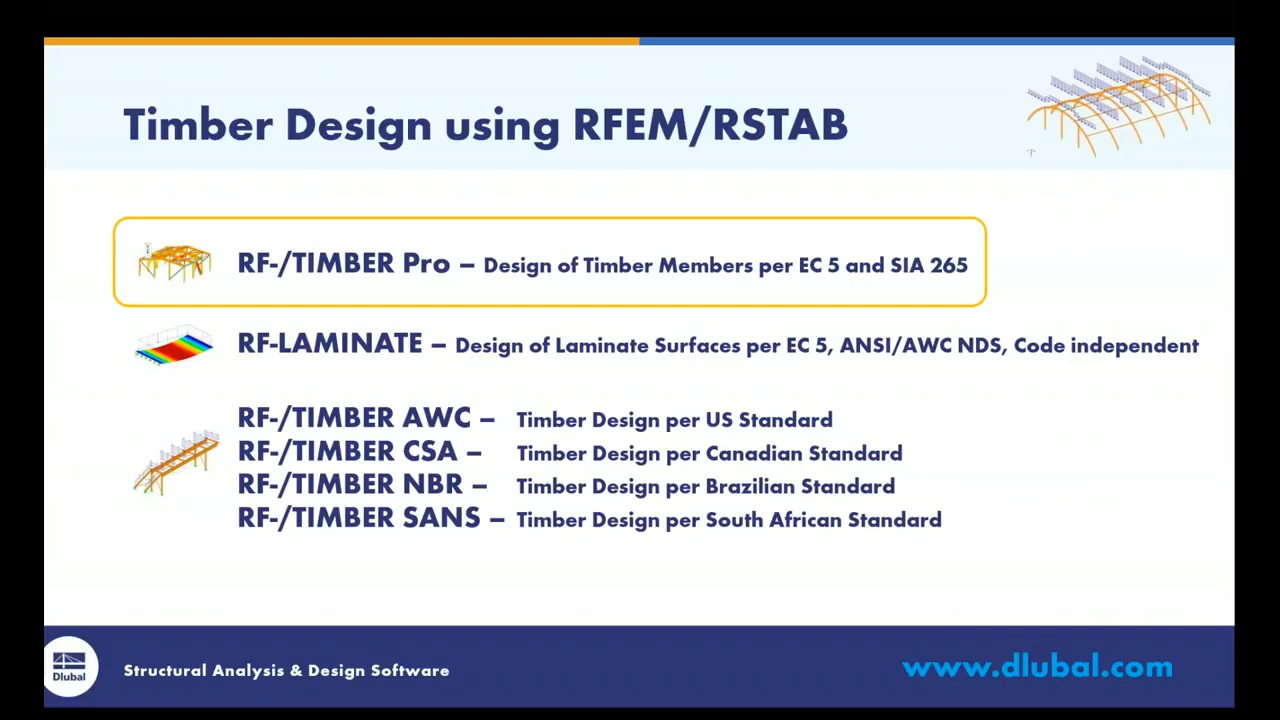 Timber Design using RFEM/RSTAB
RF-/TIMBER Pro – Design of Timber Members per EC 5 and SIA 265
RF-LAMINATE – Design of Laminate Surfaces per EC 5, ANSI/AWC NDS, Code independent
RF-/TIMBER AWC – Timber Design per US Standard
RF-/TIMBER CSA – Timber Design per Canadian Standard
RF-/TIMBER NBR – Timber Design per Brazilian Standard
RF-/TIMBER SANS – Timber Design per South African Standard
Dlubal
Structural Analysis & Design Software
www.dlubal.com